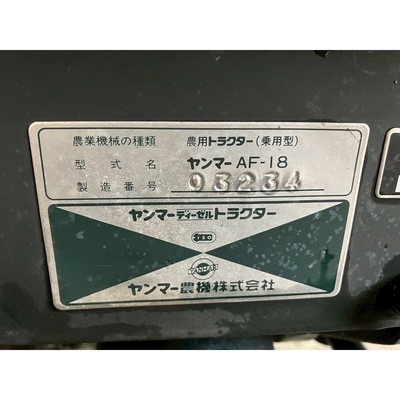 農業機械の種類 農用トラクター(乗用型)
型式名 ヤンマー AF-18
製造番号 03234
ヤンマーディーゼルトラクター
ISO
YANMAR
ヤンマー農機株式会社